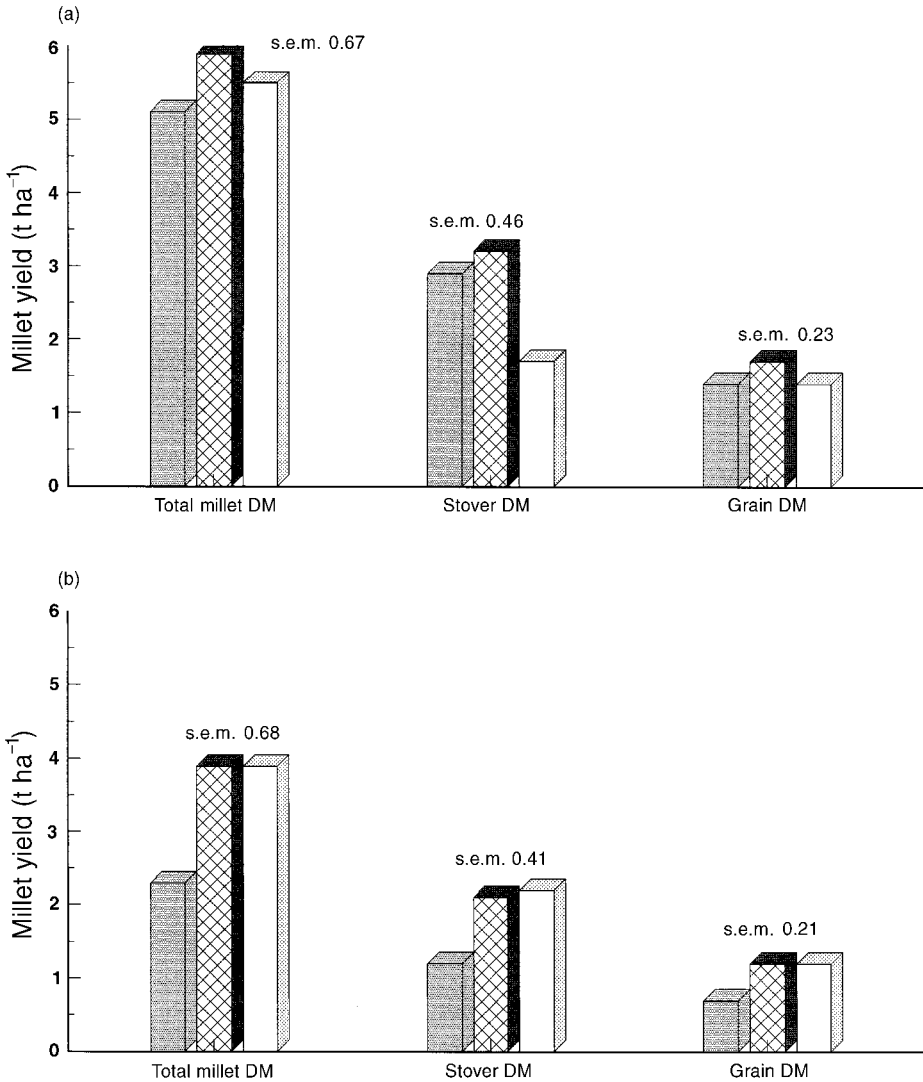 (a)
s.e.m. 0.67
s.e.m. 0.46
s.e.m. 0.23
Millet yield (t ha⁻¹)
6
5
4
3
2
1
0
Total millet DM
Stover DM
Grain DM
(b)
s.e.m. 0.68
s.e.m. 0.41
s.e.m. 0.21
Millet yield (t ha⁻¹)
6
5
4
3
2
1
0
Total millet DM
Stover DM
Grain DM